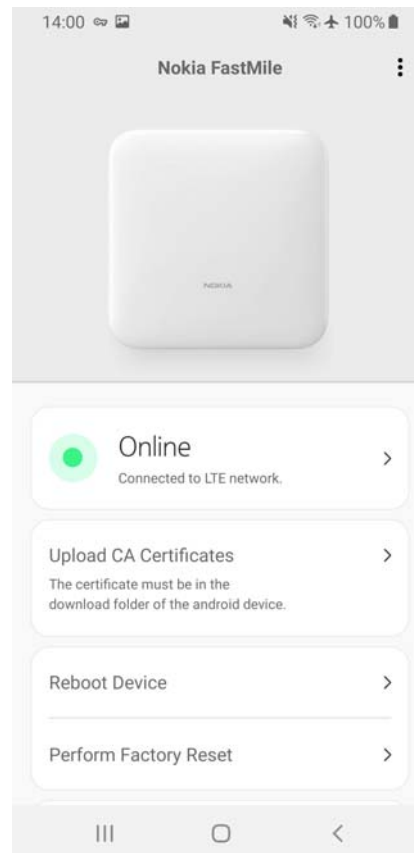 14:00 100%
Nokia FastMile
NOKIA
Online
Connected to LTE network.
Upload CA Certificates
The certificate must be in the
download folder of the android device.
Reboot Device
Perform Factory Reset